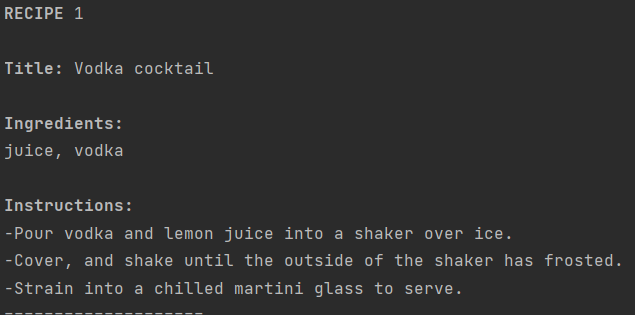 RECIPE 1
Title: Vodka cocktail
Ingredients:
juice, vodka
Instructions:
-Pour vodka and lemon juice into a shaker over ice.
-Cover, and shake until the outside of the shaker has frosted.
-Strain into a chilled martini glass to serve.
--------------------